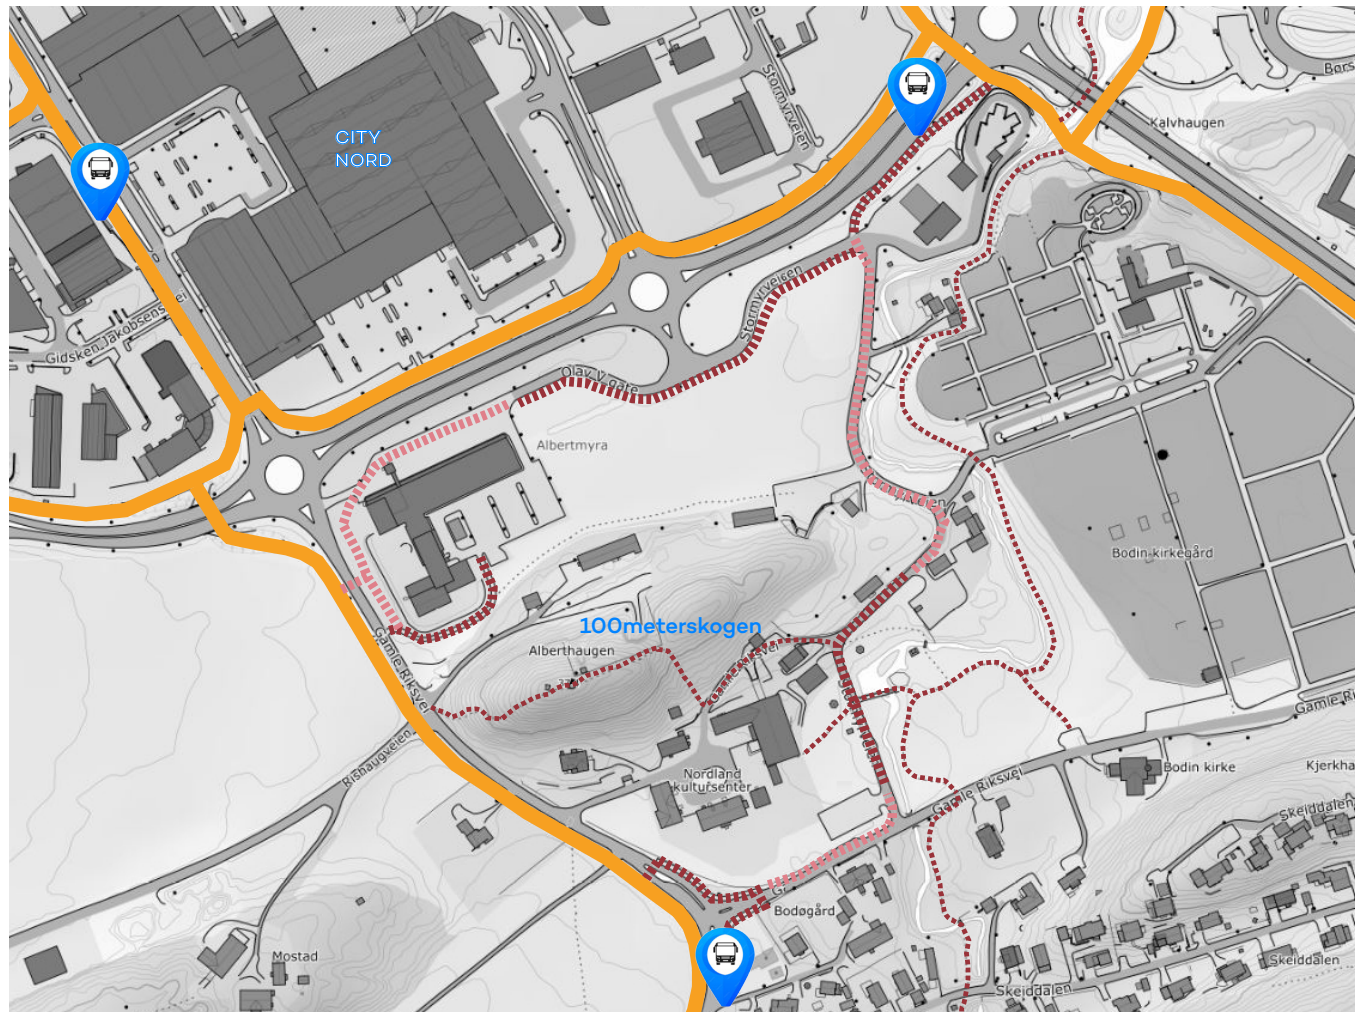 Stormyrveien
Børs
Kalvhaugen
CITY
NORD
Gidsken Jakobsens vei
Stormyrveien
Olav V gate
Albertmyra
Bodin kirkegård
100meterskogen
Alberthaugen
Gamle Riksvei
Gamle Riksvei
Gamle Ri
Rishaugveien
Nordland
kultursenter
Bodin kirke
Kjerkha
Gamle Riksvei
Skeiddalen
Bodøgård
Mostad
Skeiddalen
Skeiddalen